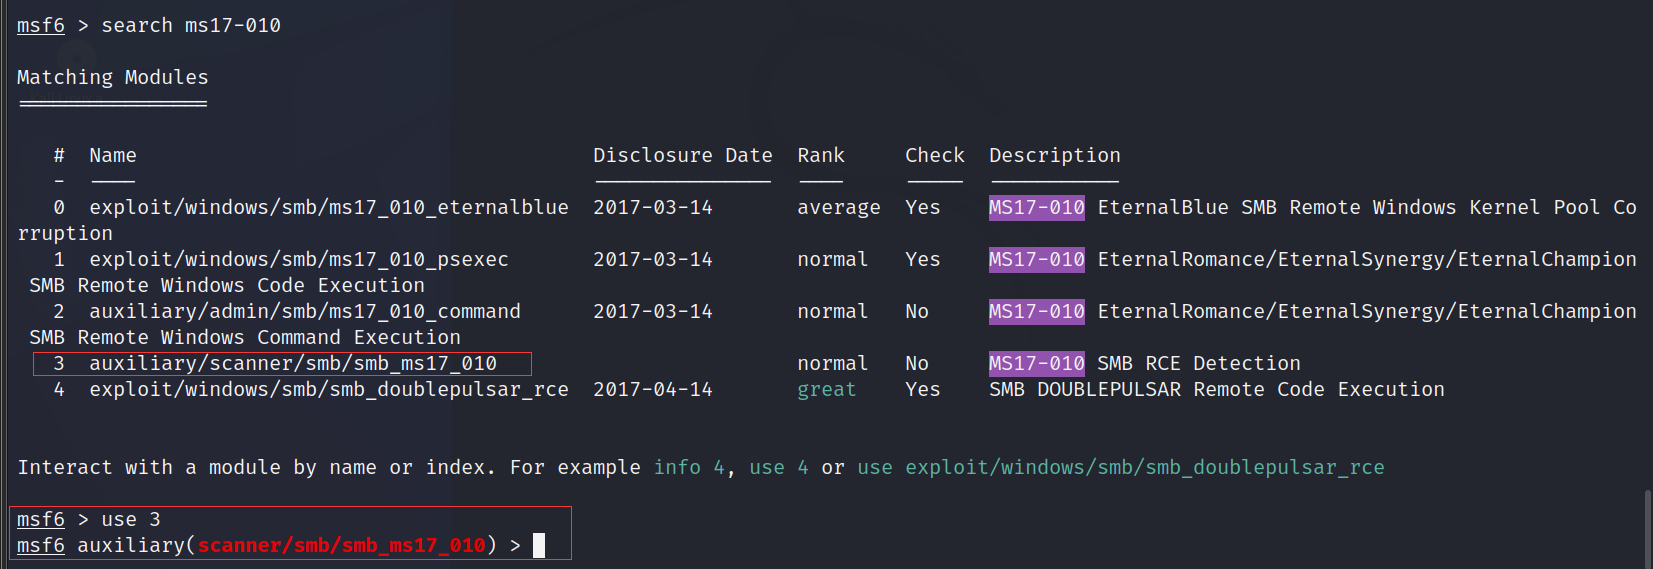 msf6 > search ms17-010
Matching Modules
================
# Name Disclosure Date Rank Check Description
- ---- --------------- ---- ----- -----------
0 exploit/windows/smb/ms17_010_eternalblue 2017-03-14 average Yes MS17-010 EternalBlue SMB Remote Windows Kernel Pool Co
rruption
1 exploit/windows/smb/ms17_010_psexec 2017-03-14 normal Yes MS17-010 EternalRomance/EternalSynergy/EternalChampion
SMB Remote Windows Code Execution
2 auxiliary/admin/smb/ms17_010_command 2017-03-14 normal No MS17-010 EternalRomance/EternalSynergy/EternalChampion
SMB Remote Windows Command Execution
3 auxiliary/scanner/smb/smb_ms17_010 normal No MS17-010 SMB RCE Detection
4 exploit/windows/smb/smb_doublepulsar_rce 2017-04-14 great Yes SMB DOUBLEPULSAR Remote Code Execution
Interact with a module by name or index. For example info 4, use 4 or use exploit/windows/smb/smb_doublepulsar_rce
msf6 > use 3
msf6 auxiliary(scanner/smb/smb_ms17_010) >